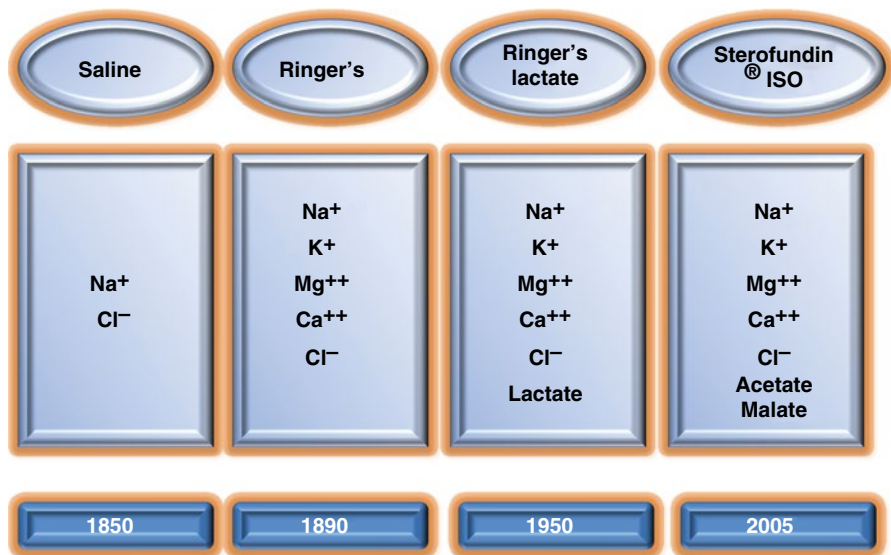 Saline
Ringer's
Ringer's
lactate
Sterofundin
® ISO
Na⁺
Cl⁻
Na⁺
K⁺
Mg⁺⁺
Ca⁺⁺
Cl⁻
Na⁺
K⁺
Mg⁺⁺
Ca⁺⁺
Cl⁻
Lactate
Na⁺
K⁺
Mg⁺⁺
Ca⁺⁺
Cl⁻
Acetate
Malate
1850
1890
1950
2005